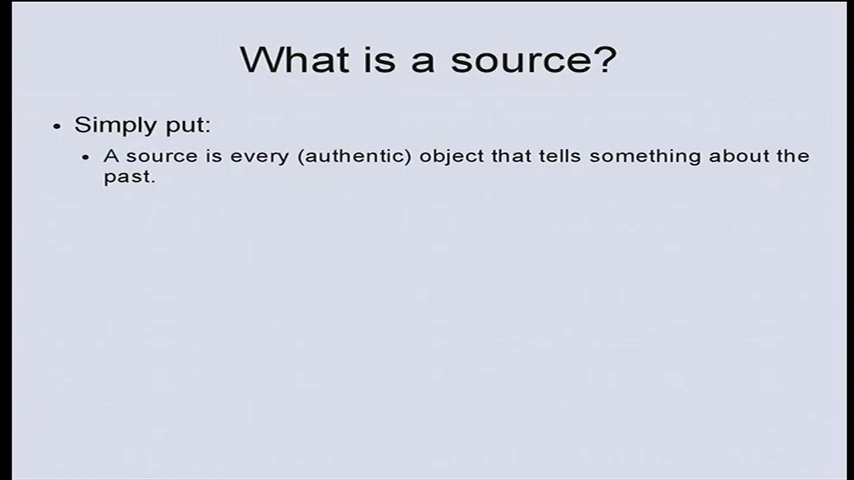 What is a source?
• Simply put:
• A source is every (authentic) object that tells something about the
past.